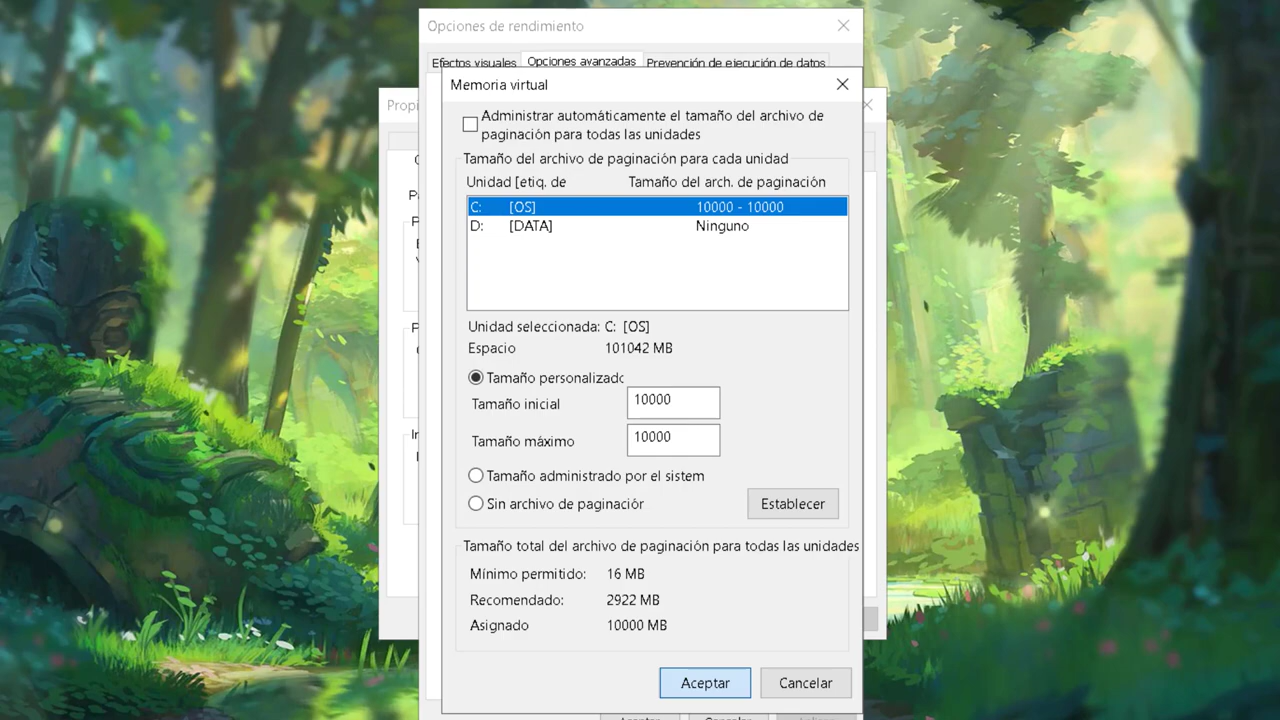 Opciones de rendimiento
Efectos visuales Opciones avanzadas Prevención de ejecución de datos
Memoria virtual
Administrar automáticamente el tamaño del archivo de
paginación para todas las unidades
Tamaño del archivo de paginación para cada unidad
Unidad [etiq. de Tamaño del arch. de paginación
C: [OS] 10000 - 10000
D: [DATA] Ninguno
Unidad seleccionada: C: [OS]
Espacio 101042 MB
Tamaño personalizado
Tamaño inicial 10000
Tamaño máximo 10000
Tamaño administrado por el sistem
Sin archivo de paginación
Establecer
Tamaño total del archivo de paginación para todas las unidades
Mínimo permitido: 16 MB
Recomendado: 2922 MB
Asignado 10000 MB
Aceptar Cancelar